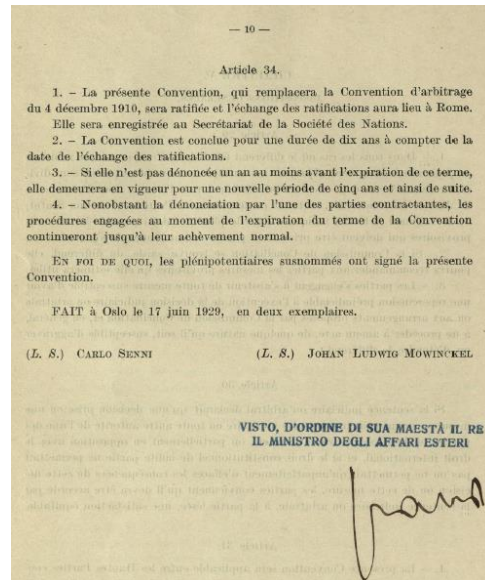 — 10 —
Article 34.
1. – La présente Convention, qui remplacera la Convention d'arbitrage
du 4 décembre 1910, sera ratifiée et l'échange des ratifications aura lieu à Rome.
Elle sera enregistrée au Secrétariat de la Société des Nations.
2. – La Convention est conclue pour une durée de dix ans à compter de la
date de l'échange des ratifications.
3. – Si elle n'est pas dénoncée un an au moins avant l'expiration de ce terme,
elle demeurera en vigueur pour une nouvelle période de cinq ans et ainsi de suite.
4. – Nonobstant la dénonciation par l'une des parties contractantes, les
procédures engagées au moment de l'expiration du terme de la Convention
continueront jusqu'à leur achèvement normal.
EN FOI DE QUOI, les plénipotentiaires susnommés ont signé la présente
Convention.
FAIT à Oslo le 17 juin 1929, en deux exemplaires.
(L. S.) CARLO SENNI (L. S.) JOHAN LUDWIG MOWINCKEL
VISTO, D'ORDINE DI SUA MAESTÀ IL RE
IL MINISTRO DEGLI AFFARI ESTERI